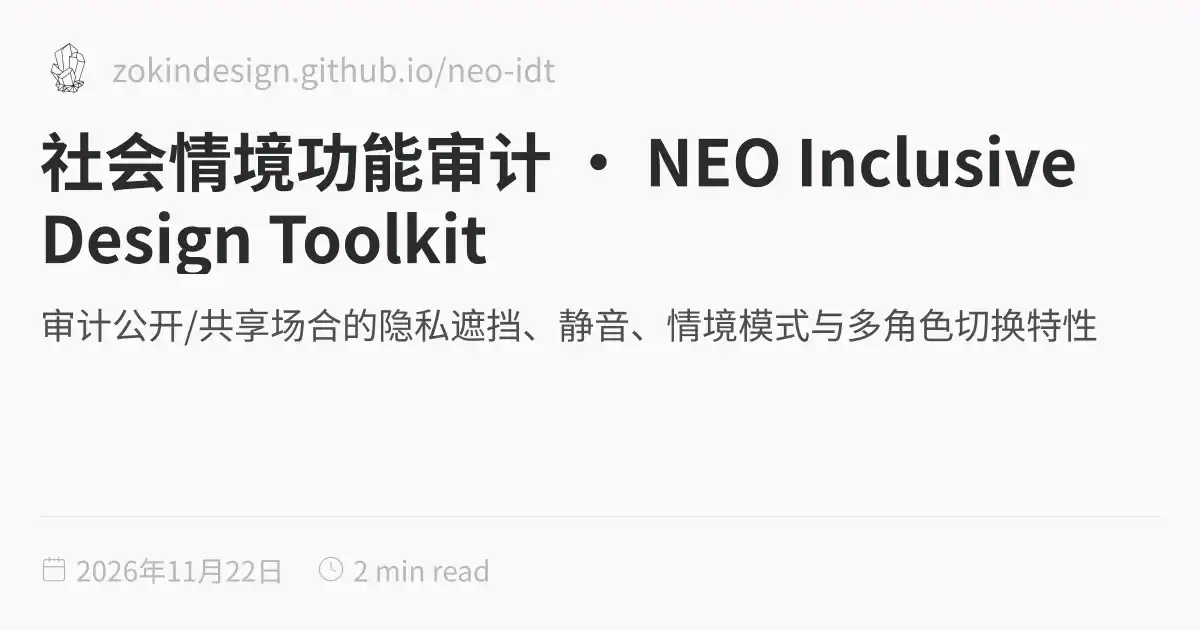 zokindesign.github.io/neo-idt
社会情境功能审计 · NEO Inclusive
Design Toolkit
审计公开/共享场合的隐私遮挡、静音、情境模式与多角色切换特性
2026年11月22日
2 min read